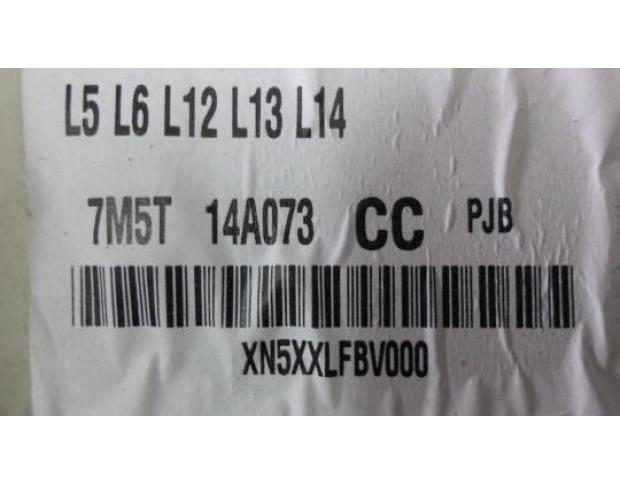 L5 L6 L12 L13 L14
7M5T 14A073 CC PJB
XN5XXLFBV000